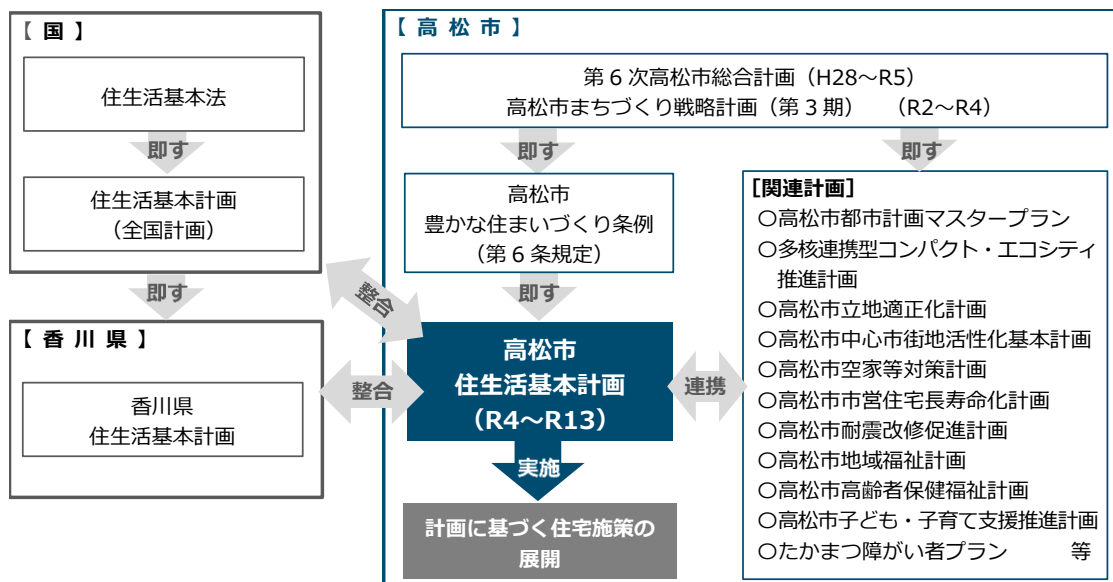 【 国 】
住生活基本法
即す
住生活基本計画
（全国計画）
即す
【 香 川 県 】
香川県
住生活基本計画
整合
整合
【 高 松 市 】
第 6 次高松市総合計画（H28～R5）
高松市まちづくり戦略計画（第 3 期） （R2～R4）
即す
即す
高松市
豊かな住まいづくり条例
（第 6 条規定）
即す
高松市
住生活基本計画
（R4～R13）
実施
計画に基づく住宅施策の
展開
連携
［関連計画］
〇高松市都市計画マスタープラン
〇多核連携型コンパクト・エコシティ
推進計画
〇高松市立地適正化計画
〇高松市中心市街地活性化基本計画
〇高松市空家等対策計画
〇高松市市営住宅長寿命化計画
〇高松市耐震改修促進計画
〇高松市地域福祉計画
〇高松市高齢者保健福祉計画
〇高松市子ども・子育て支援推進計画
〇たかまつ障がい者プラン 等